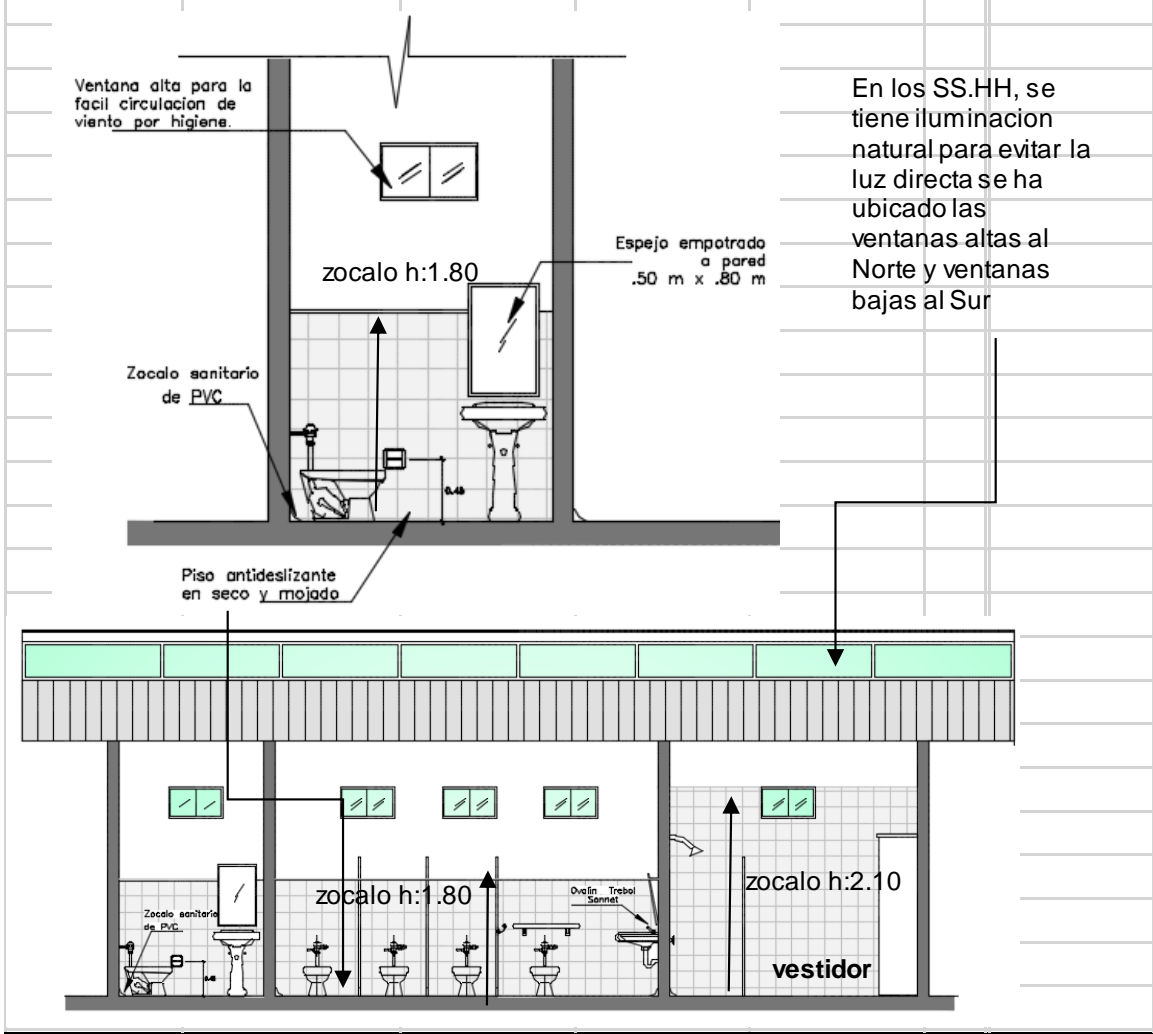 Ventana alta para la
facil circulacion de
viento por higiene.
En los SS.HH, se
tiene iluminacion
natural para evitar la
luz directa se ha
ubicado las
ventanas altas al
Norte y ventanas
bajas al Sur
Espejo empotrado
a pared
.50 m x .80 m
zocalo h:1.80
Zocalo sanitario
de PVC
0.45
Piso antideslizante
en seco y mojado
zocalo h:1.80
Ovalin Trebol
Sonnet
zocalo h:2.10
Zocalo sanitario
de PVC
0.45
vestidor